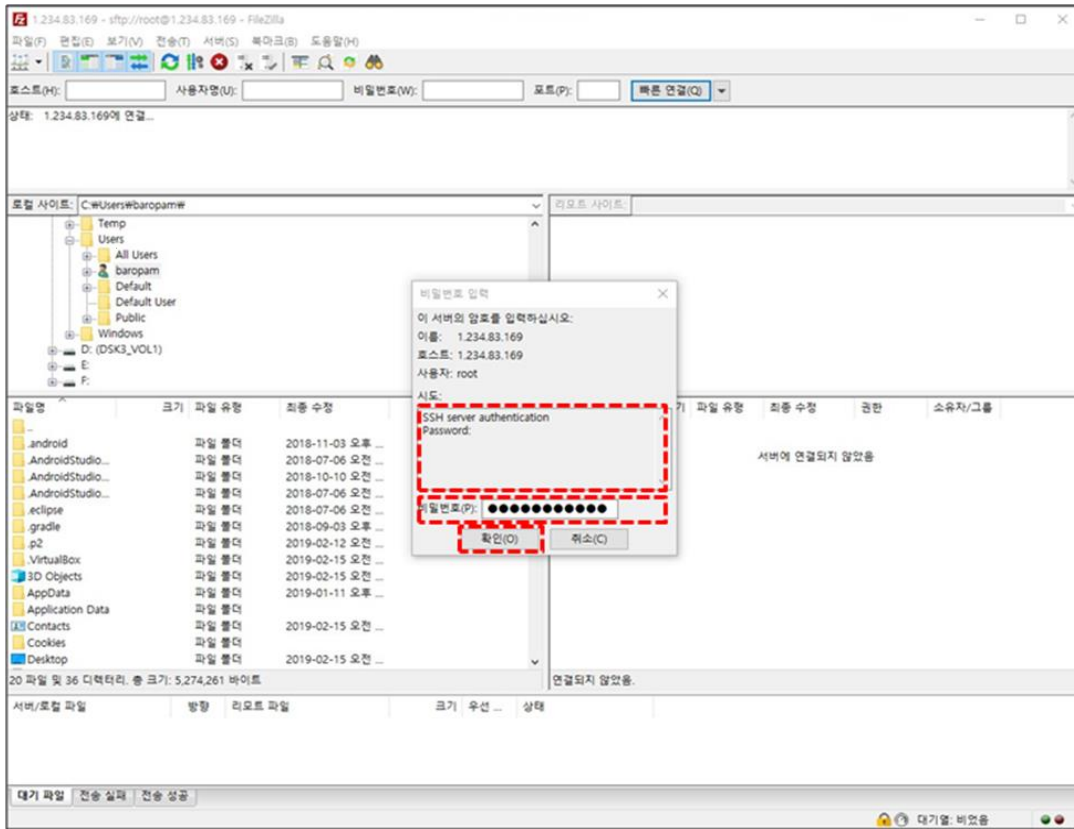 1.234.83.169 - sftp://root@1.234.83.169 - FileZilla
파일(F) 편집(E) 보기(V) 전송(T) 서버(S) 북마크(B) 도움말(H)
호스트(H): 사용자명(U): 비밀번호(W): 포트(P): 빠른 연결(Q)
상태: 1.234.83.169에 연결...
로컬 사이트: C:₩Users₩baropam₩
리모트 사이트:
Temp
Users
All Users
baropam
Default
Default User
Public
Windows
D: (DSK3_VOL1)
E:
F:
비밀번호 입력
이 서버의 암호를 입력하십시오:
이름: 1.234.83.169
호스트: 1.234.83.169
사용자: root
시도:
SSH server authentication
Password:
비밀번호(P): ●●●●●●●●●●●
확인(O) 취소(C)
파일명 크기 파일 유형 최종 수정
..
.android 파일 폴더 2018-11-03 오후 ...
.AndroidStudio... 파일 폴더 2018-07-06 오전 ...
.AndroidStudio... 파일 폴더 2018-10-10 오전 ...
.AndroidStudio... 파일 폴더 2018-07-06 오전 ...
.eclipse 파일 폴더 2018-07-06 오전 ...
.gradle 파일 폴더 2018-09-03 오후 ...
.p2 파일 폴더 2019-02-12 오전 ...
.VirtualBox 파일 폴더 2019-02-15 오전 ...
3D Objects 파일 폴더 2019-02-15 오전 ...
AppData 파일 폴더 2019-01-11 오후 ...
Application Data 파일 폴더
Contacts 파일 폴더 2019-02-15 오전 ...
Cookies 파일 폴더
Desktop 파일 폴더 2019-02-15 오전 ...
20 파일 및 36 디렉터리. 총 크기: 5,274,261 바이트
기 파일 유형 최종 수정 권한 소유자/그룹
서버에 연결되지 않았음
연결되지 않았음.
서버/로컬 파일 방향 리모트 파일 크기 우선 ... 상태
대기 파일 전송 실패 전송 성공
대기열: 비었음